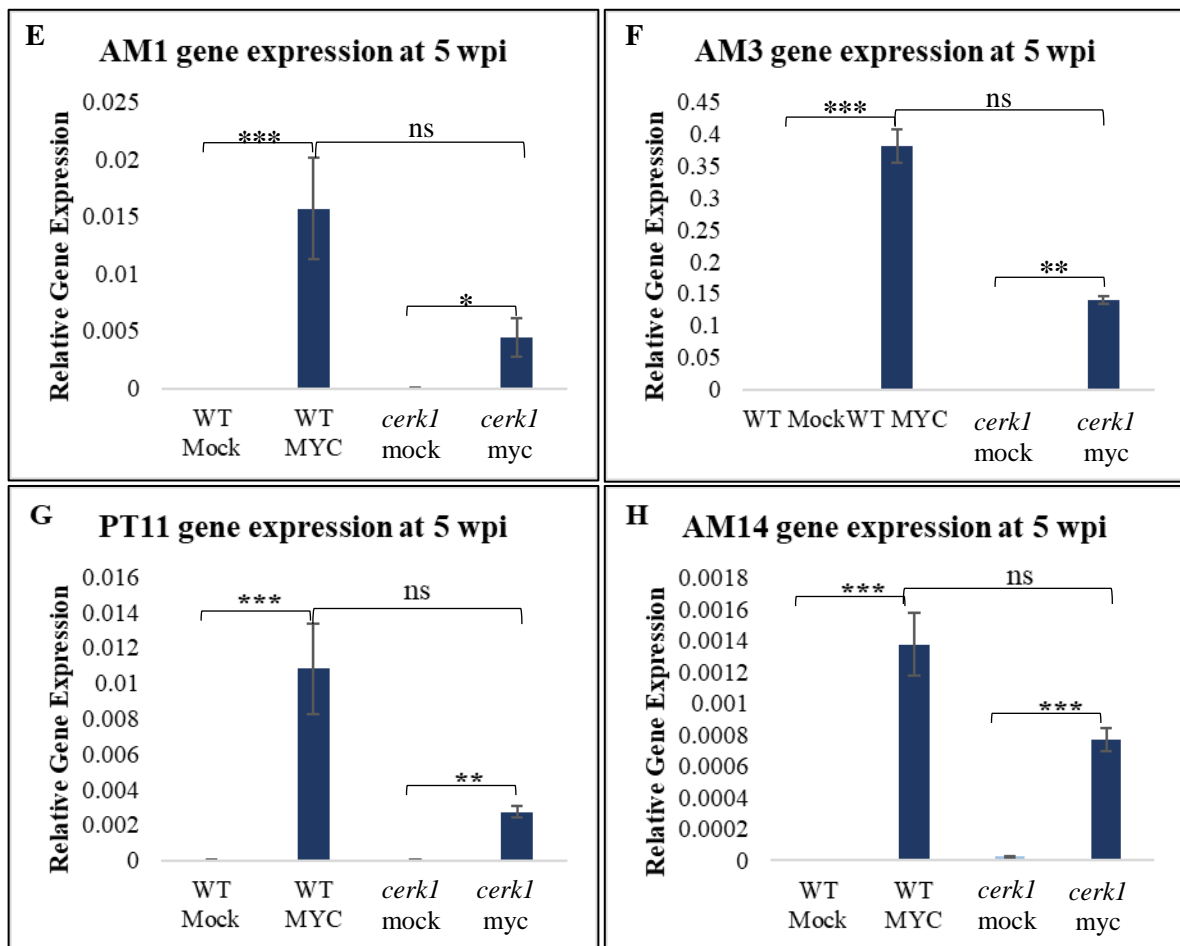 E
AM1 gene expression at 5 wpi
Relative Gene Expression
0.025
0.02
0.015
0.01
0.005
0
***
ns
*
WT Mock
WT MYC
cerk1 mock
cerk1 myc
F
AM3 gene expression at 5 wpi
Relative Gene Expression
0.45
0.4
0.35
0.3
0.25
0.2
0.15
0.1
0.05
0
***
ns
**
WT Mock
WT MYC
cerk1 mock
cerk1 myc
G
PT11 gene expression at 5 wpi
Relative Gene Expression
0.016
0.014
0.012
0.01
0.008
0.006
0.004
0.002
0
***
ns
**
WT Mock
WT MYC
cerk1 mock
cerk1 myc
H
AM14 gene expression at 5 wpi
Relative Gene Expression
0.0018
0.0016
0.0014
0.0012
0.001
0.0008
0.0006
0.0004
0.0002
0
***
ns
***
WT Mock
WT MYC
cerk1 mock
cerk1 myc